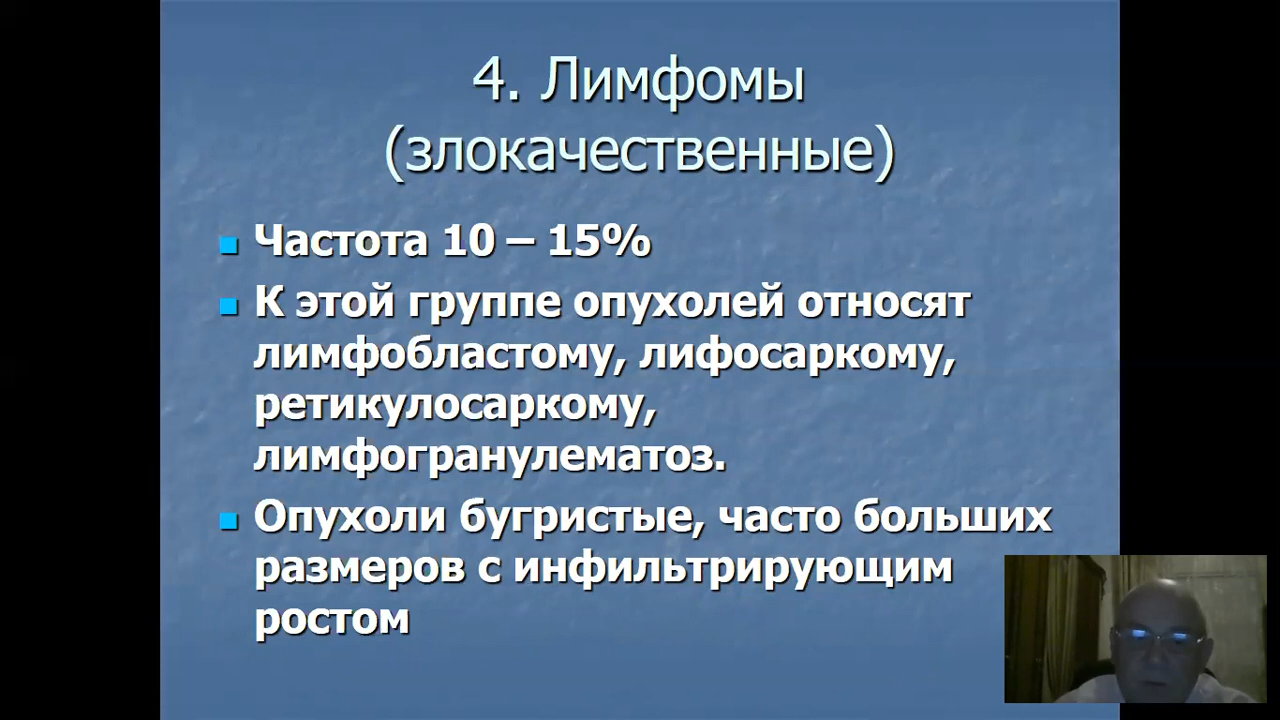 4. Лимфомы
(злокачественные)
Частота 10 – 15%
К этой группе опухолей относят
лимфобластому, лифосаркому,
ретикулосаркому,
лимфогранулематоз.
Опухоли бугристые, часто больших
размеров с инфильтрирующим
ростом